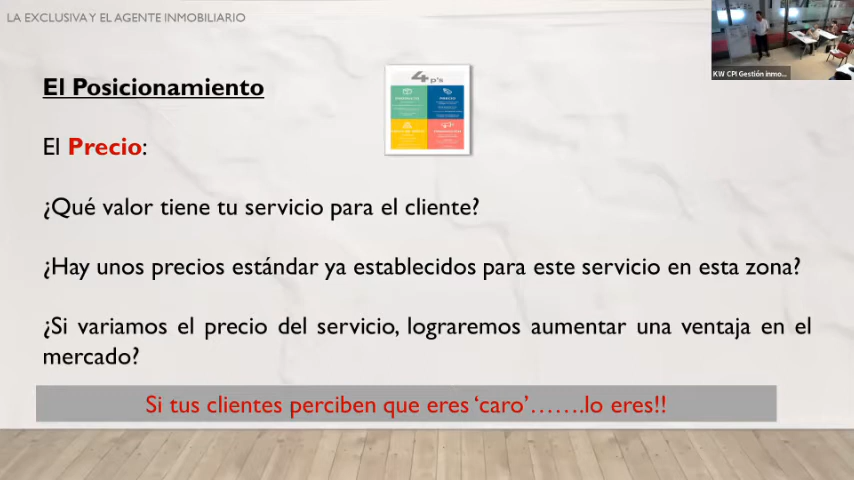 LA EXCLUSIVA Y EL AGENTE INMOBILIARIO
El Posicionamiento
4 p's
El Precio:
¿Qué valor tiene tu servicio para el cliente?
¿Hay unos precios estándar ya establecidos para este servicio en esta zona?
¿Si variamos el precio del servicio, lograremos aumentar una ventaja en el
mercado?
Si tus clientes perciben que eres ‘caro’…….lo eres!!
KW CPI Gestión inmo...